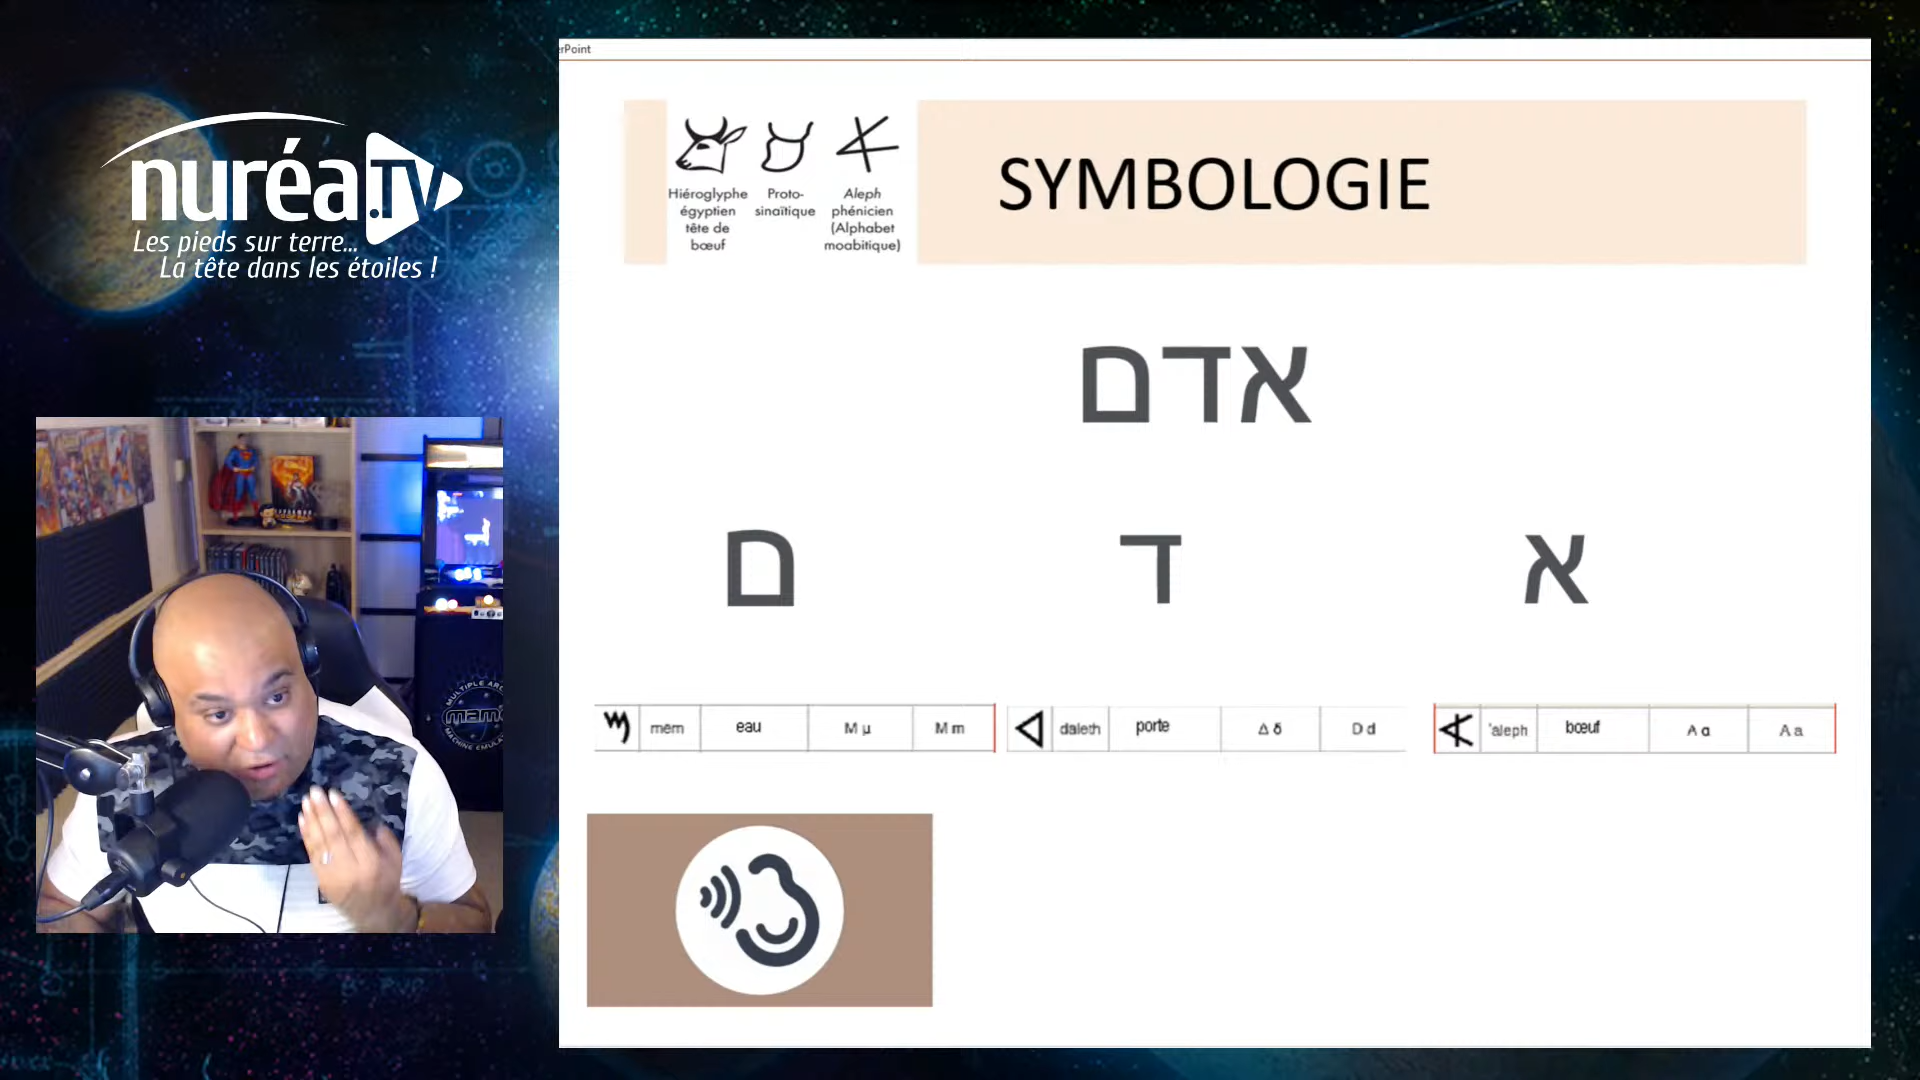 nuréa.TV
Les pieds sur terre...
La tête dans les étoiles !
erPoint
Hiéroglyphe
égyptien
tête de
bœuf
Proto-
sinaïtique
Aleph
phénicien
(Alphabet
moabitique)
SYMBOLOGIE
אדם
א ד ם
mem eau Μ μ M m
daleth porte Δ δ D d
'aleph bœuf Α α A a